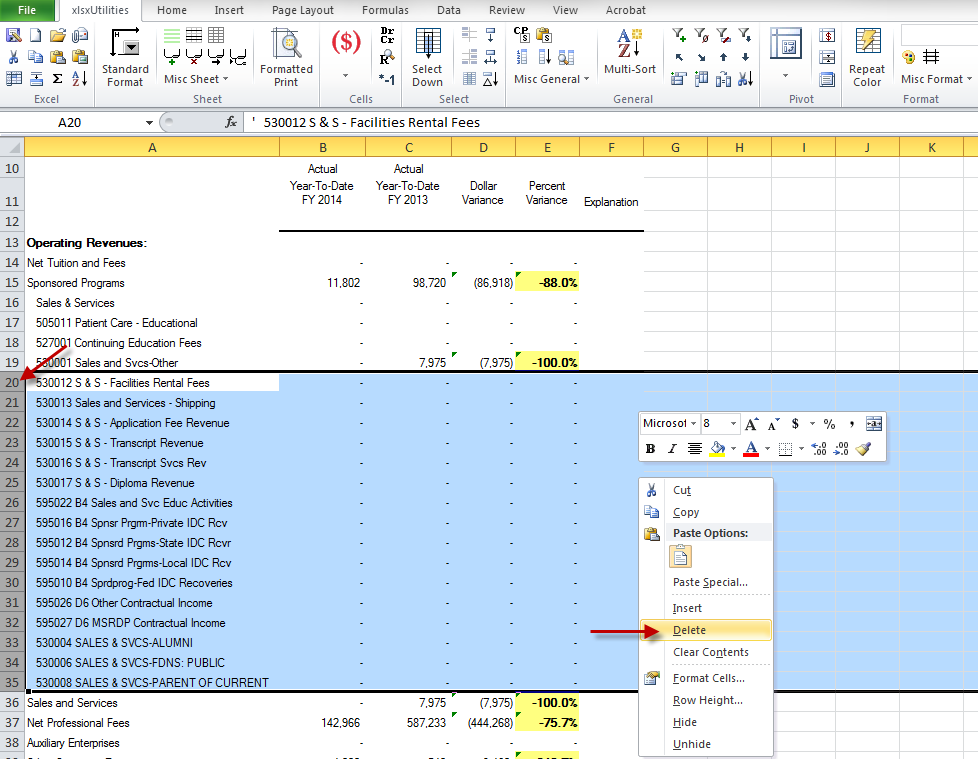 File xlsxUtilities Home Insert Page Layout Formulas Data Review View Acrobat
Dr
Cr
($)
CP
$
Σ
A
Z
*-1
Standard
Format
Misc Sheet
Formatted
Print
Select
Down
Misc General
Multi-Sort
Repeat
Color
Misc Format
Excel Sheet Cells Select General Pivot Format
A20 fx ' 530012 S & S - Facilities Rental Fees
A B C D E F G H I J K
10 Actual Actual
11 Year-To-Date Year-To-Date Dollar Percent
FY 2014 FY 2013 Variance Variance Explanation
12
13 Operating Revenues:
14 Net Tuition and Fees - - - -
15 Sponsored Programs 11,802 98,720 (86,918) -88.0%
16 Sales & Services - - - -
17 505011 Patient Care - Educational - - - -
18 527001 Continuing Education Fees - - - -
19 530001 Sales and Svcs-Other - 7,975 (7,975) -100.0%
20 530012 S & S - Facilities Rental Fees - - - -
21 530013 Sales and Services - Shipping - - - -
22 530014 S & S - Application Fee Revenue - - - -
23 530015 S & S - Transcript Revenue - - - -
24 530016 S & S - Transcript Svcs Rev - - - -
25 530017 S & S - Diploma Revenue - - - -
26 595022 B4 Sales and Svc Educ Activities - - - -
27 595016 B4 Spnsr Prgm-Private IDC Rcv - - - -
28 595012 B4 Spnsrd Prgms-State IDC Rcvr - - - -
29 595014 B4 Spnsrd Prgms-Local IDC Rcv - - - -
30 595010 B4 Sprdprog-Fed IDC Recoveries - - - -
31 595026 D6 Other Contractual Income - - - -
32 595027 D6 MSRDP Contractual Income - - - -
33 530004 SALES & SVCS-ALUMNI - - - -
34 530006 SALES & SVCS-FDNS: PUBLIC - - - -
35 530008 SALES & SVCS-PARENT OF CURRENT - - - -
36 Sales and Services - 7,975 (7,975) -100.0%
37 Net Professional Fees 142,966 587,233 (444,268) -75.7%
38 Auxiliary Enterprises - - - -
Microsof 8 A A $ % ,
B I A .00 .00
Cut
Copy
Paste Options:
Paste Special...
Insert
Delete
Clear Contents
Format Cells...
Row Height...
Hide
Unhide